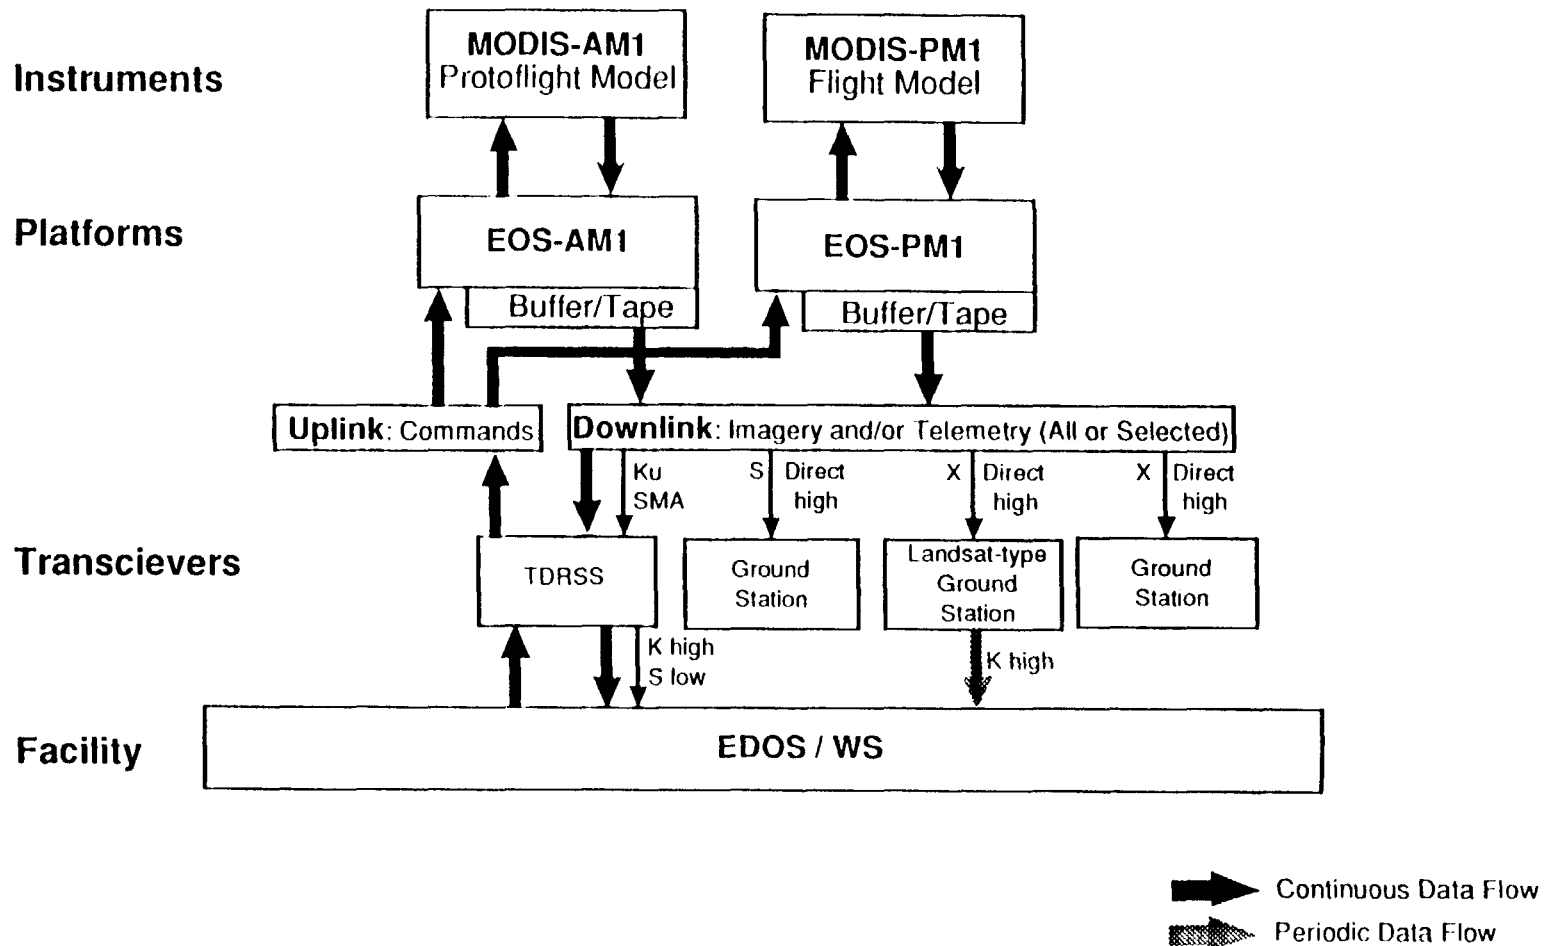 Instruments
MODIS-AM1
Protoflight Model
MODIS-PM1
Flight Model
Platforms
EOS-AM1
Buffer/Tape
EOS-PM1
Buffer/Tape
Uplink: Commands
Downlink: Imagery and/or Telemetry (All or Selected)
Ku
SMA
S Direct
high
X Direct
high
X Direct
high
Transcievers
TDRSS
Ground
Station
Landsat-type
Ground
Station
Ground
Station
K high
S low
K high
Facility
EDOS / WS
Continuous Data Flow
Periodic Data Flow